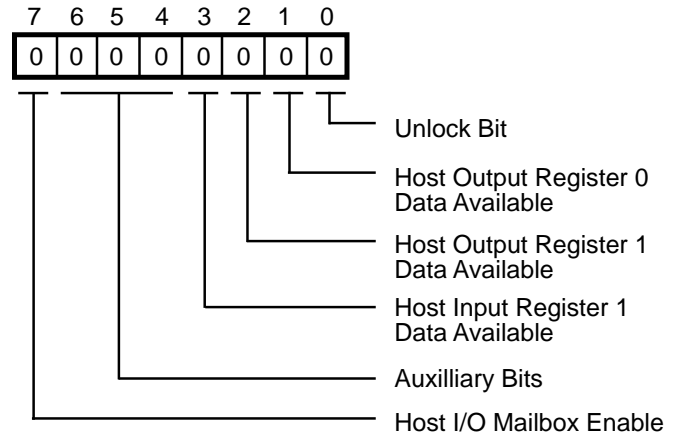 7 6 5 4 3 2 1 0
0 0 0 0 0 0 0 0
Unlock Bit
Host Output Register 0
Data Available
Host Output Register 1
Data Available
Host Input Register 1
Data Available
Auxilliary Bits
Host I/O Mailbox Enable